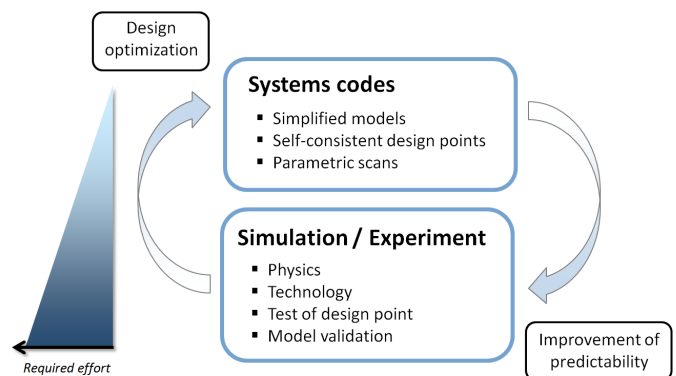 Design
optimization
Systems codes
▪ Simplified models
▪ Self-consistent design points
▪ Parametric scans
Simulation / Experiment
▪ Physics
▪ Technology
▪ Test of design point
▪ Model validation
Improvement of
predictability
Required effort